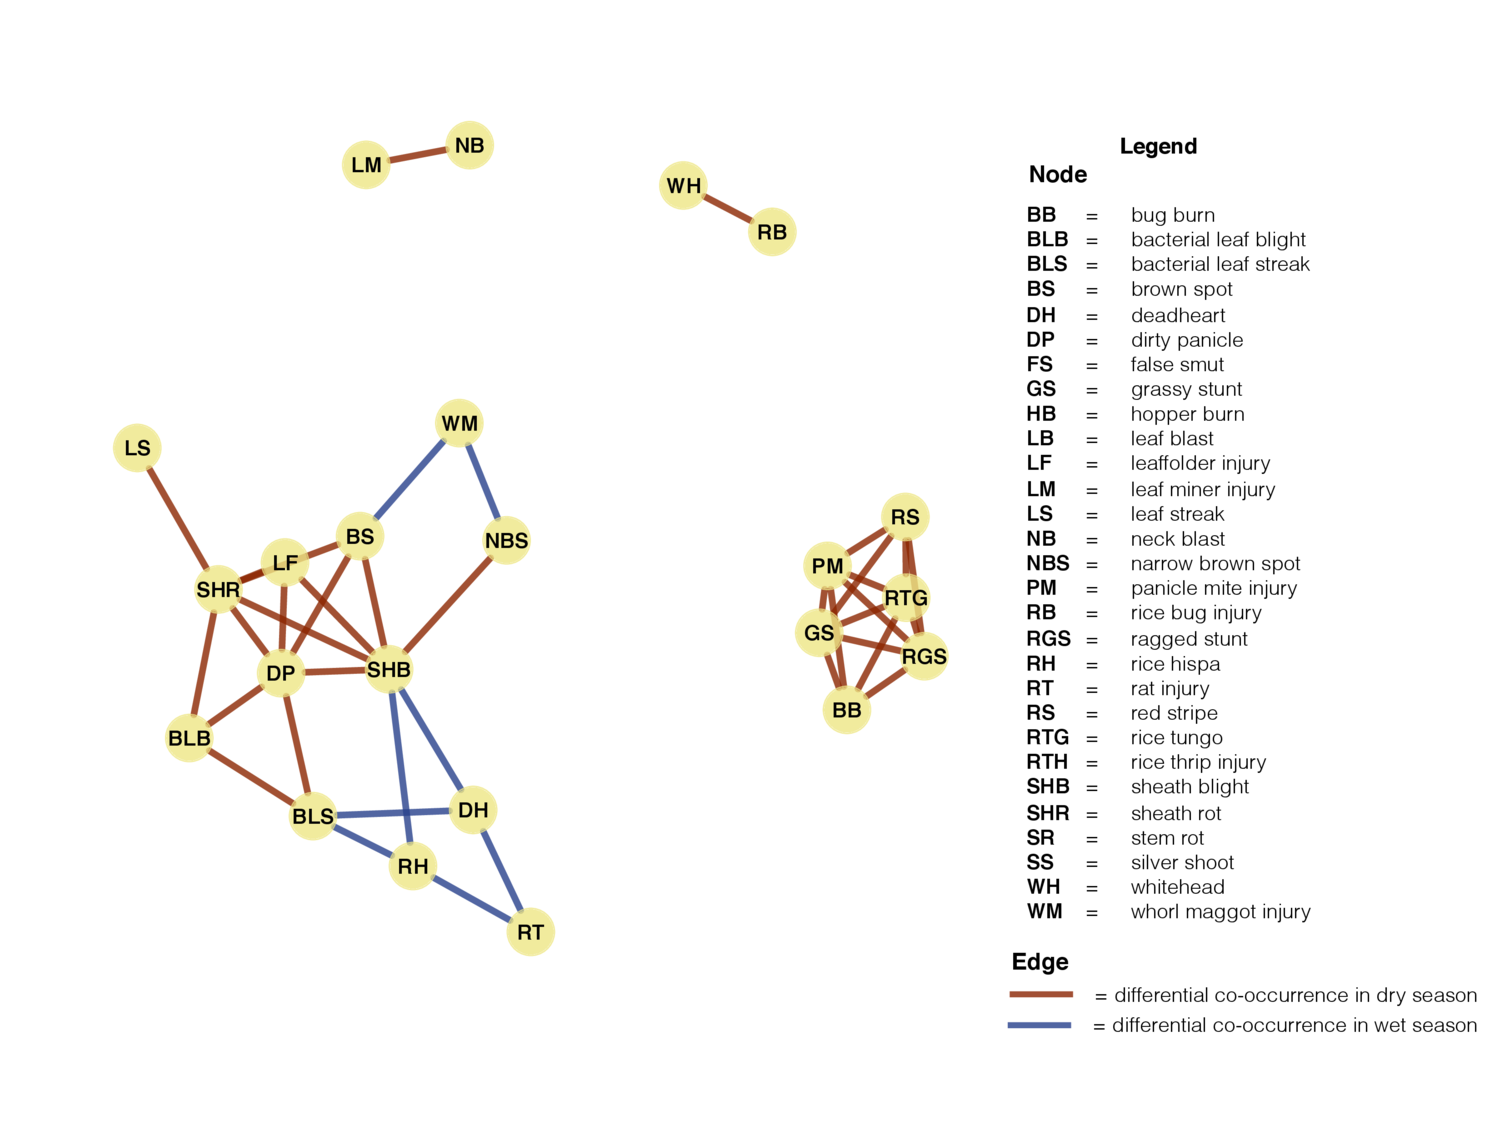 NB
LM
WH
RB
WM
LS
BS
NBS
LF
SHR
DP
SHB
BLB
BLS
DH
RH
RT
RS
PM
RTG
GS
RGS
BB
Legend
Node
BB = bug burn
BLB = bacterial leaf blight
BLS = bacterial leaf streak
BS = brown spot
DH = deadheart
DP = dirty panicle
FS = false smut
GS = grassy stunt
HB = hopper burn
LB = leaf blast
LF = leaffolder injury
LM = leaf miner injury
LS = leaf streak
NB = neck blast
NBS = narrow brown spot
PM = panicle mite injury
RB = rice bug injury
RGS = ragged stunt
RH = rice hispa
RT = rat injury
RS = red stripe
RTG = rice tungo
RTH = rice thrip injury
SHB = sheath blight
SHR = sheath rot
SR = stem rot
SS = silver shoot
WH = whitehead
WM = whorl maggot injury
Edge
= differential co-occurrence in dry season
= differential co-occurrence in wet season